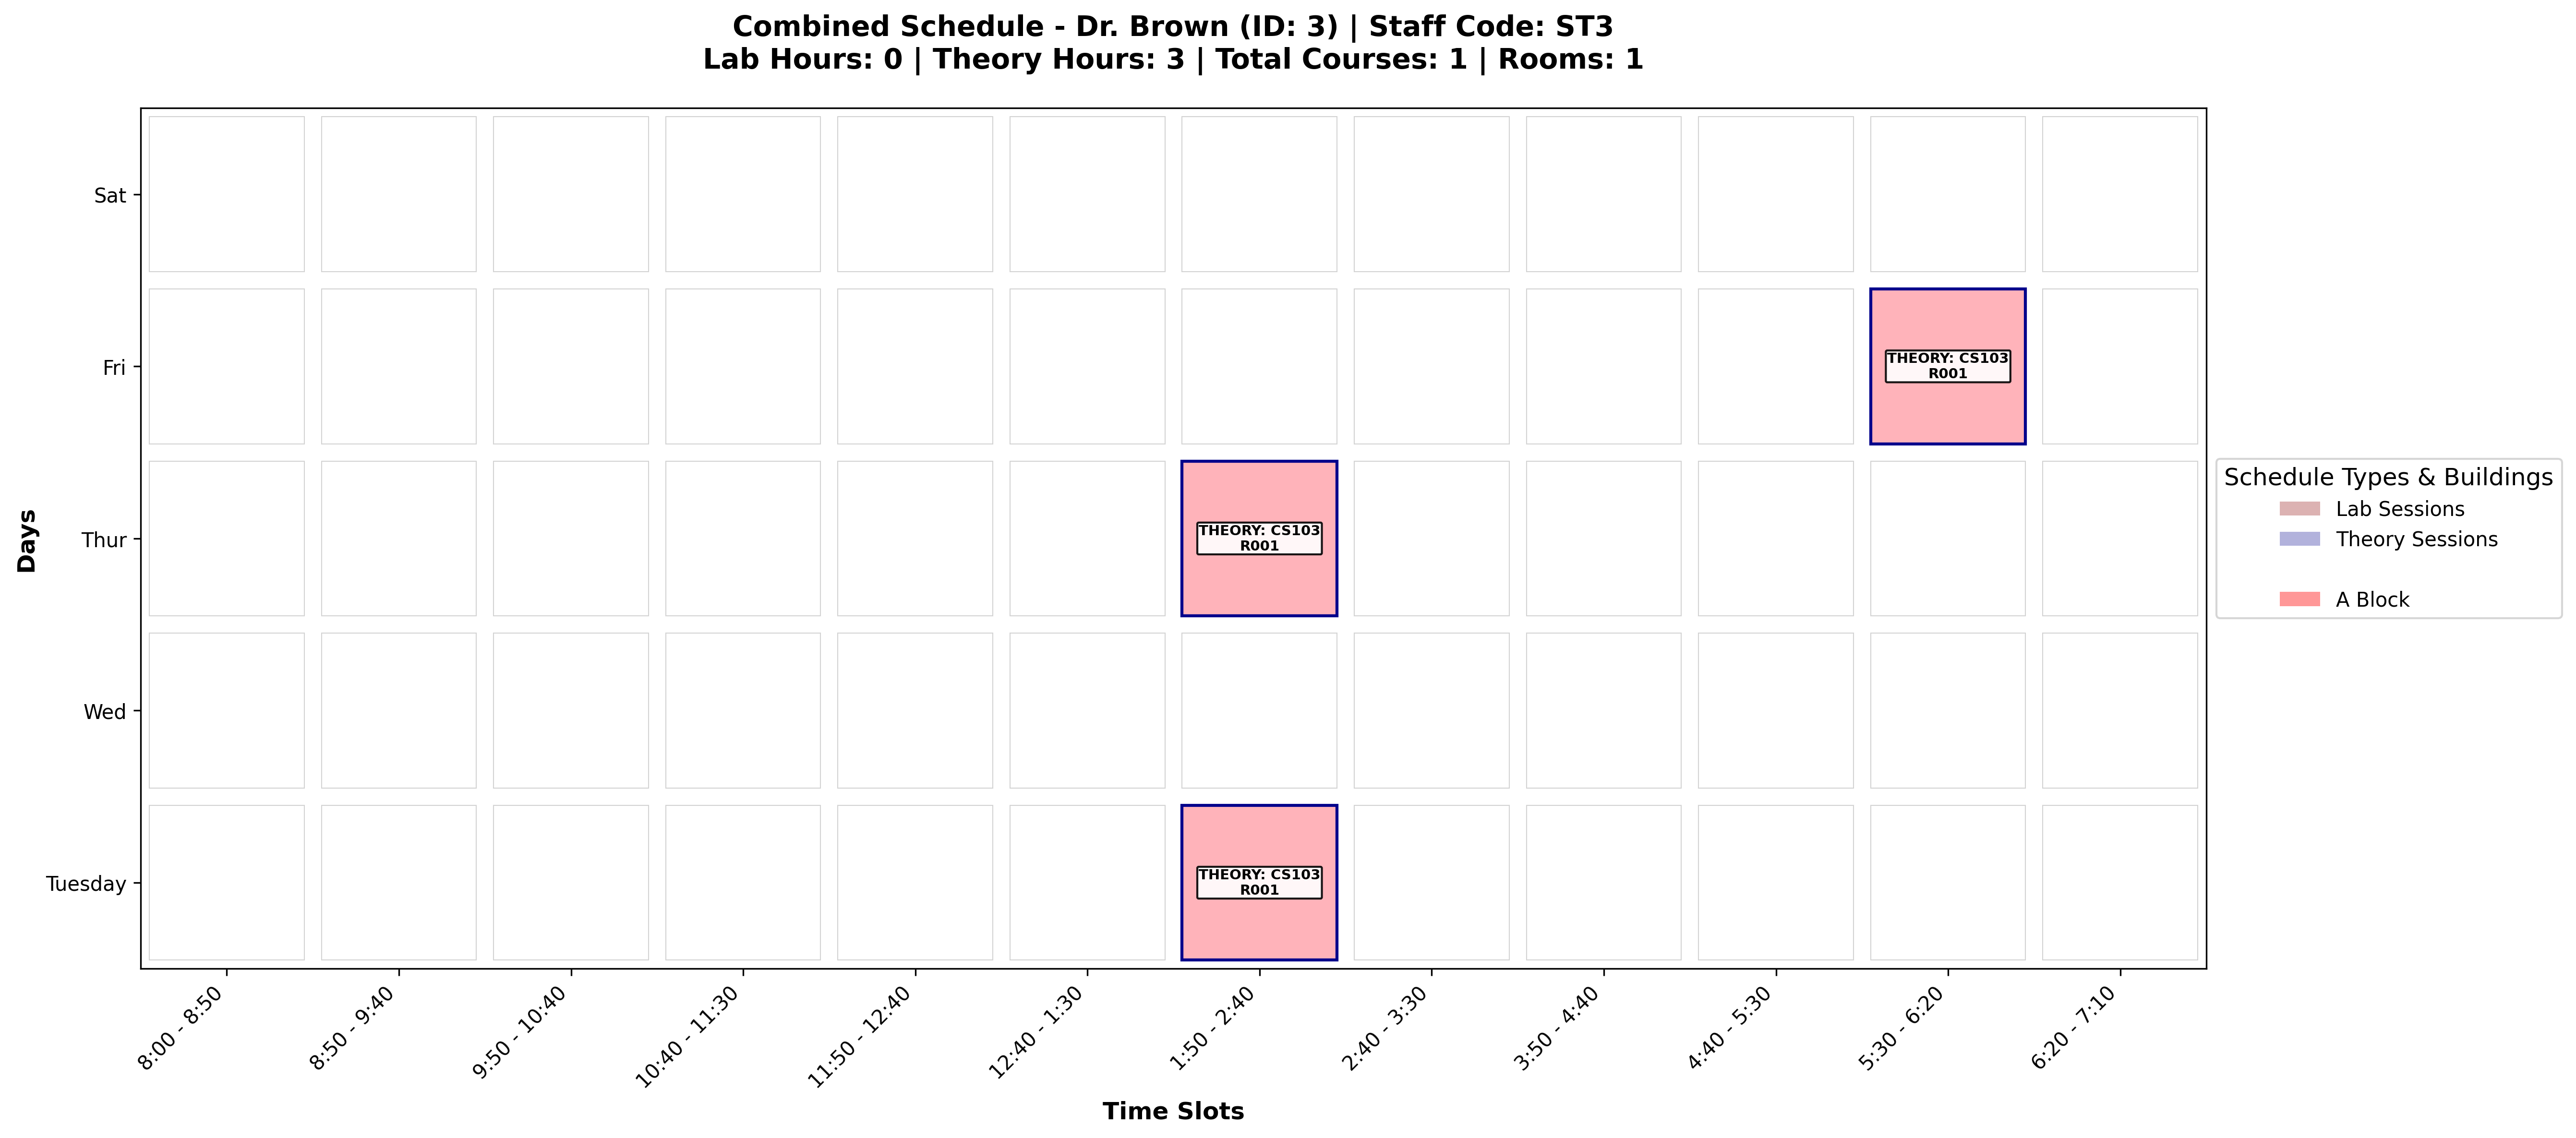 Combined Schedule - Dr. Brown (ID: 3) | Staff Code: ST3
Lab Hours: 0 | Theory Hours: 3 | Total Courses: 1 | Rooms: 1
Days
Sat
Fri
THEORY: CS103
R001
Thur
THEORY: CS103
R001
Wed
Tuesday
THEORY: CS103
R001
8:00 - 8:50
8:50 - 9:40
9:50 - 10:40
10:40 - 11:30
11:50 - 12:40
12:40 - 1:30
1:50 - 2:40
2:40 - 3:30
3:50 - 4:40
4:40 - 5:30
5:30 - 6:20
6:20 - 7:10
Time Slots
Schedule Types & Buildings
Lab Sessions
Theory Sessions
A Block